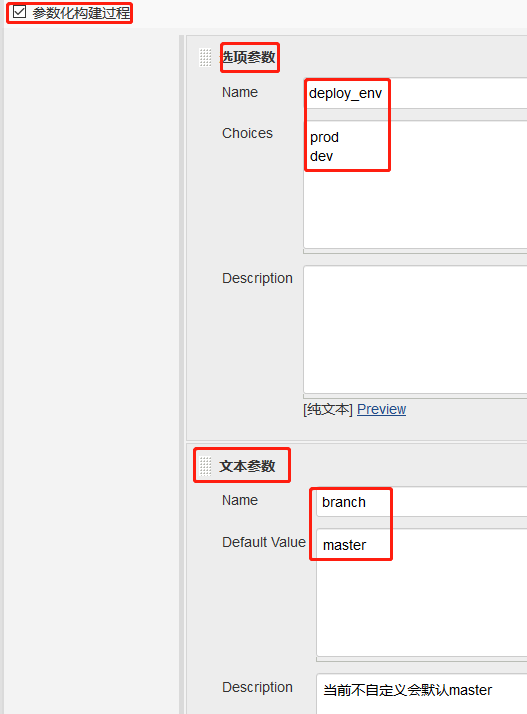 参数化构建过程
选项参数
Name
deploy_env
Choices
prod
dev
Description
[纯文本] Preview
文本参数
Name
branch
Default Value
master
Description
当前不自定义会默认master